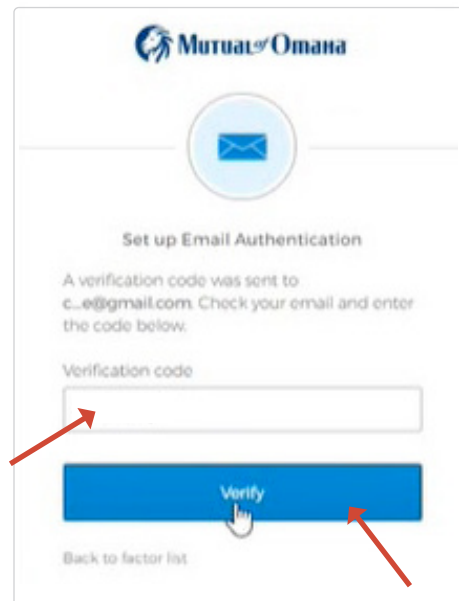 Mutual of Omaha
Set up Email Authentication
A verification code was sent to
c...e@gmail.com. Check your email and enter
the code below.
Verification code
Verify
Back to factor list